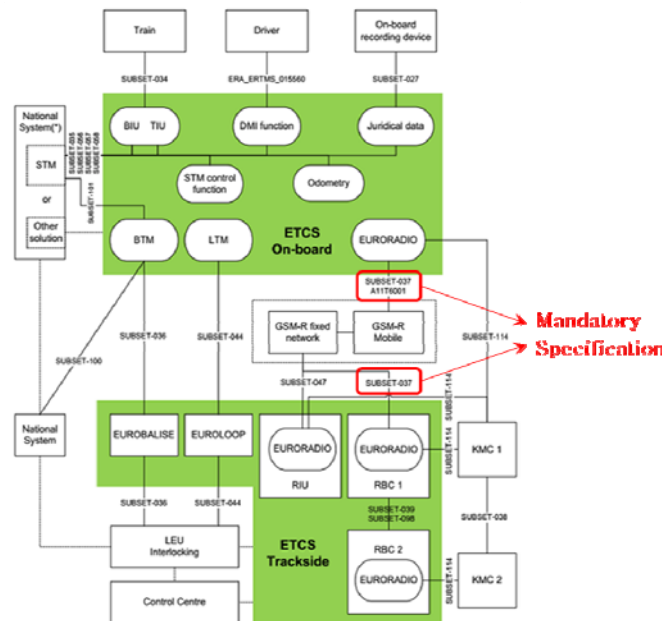 Train
Driver
On-board
recording device
SUBSET-034
ERA_ERTMS_015560
SUBSET-027
National
System(*)
STM
or
Other
solution
SUBSET-035
SUBSET-056
SUBSET-057
SUBSET-058
SUBSET-101
BIU TIU
DMI function
Juridical data
STM control
function
Odometry
BTM
LTM
ETCS
On-board
EURORADIO
SUBSET-037
A11T6001
GSM-R fixed
network
GSM-R
Mobile
Mandatory
Specification
SUBSET-100
SUBSET-036
SUBSET-044
SUBSET-047
SUBSET-037
SUBSET-114
SUBSET-114
National
System
EUROBALISE
EUROLOOP
EURORADIO
RIU
EURORADIO
RBC 1
SUBSET-114
KMC 1
SUBSET-036
SUBSET-044
SUBSET-039
SUBSET-098
SUBSET-038
LEU
Interlocking
ETCS
Trackside
RBC 2
EURORADIO
SUBSET-114
KMC 2
Control Centre